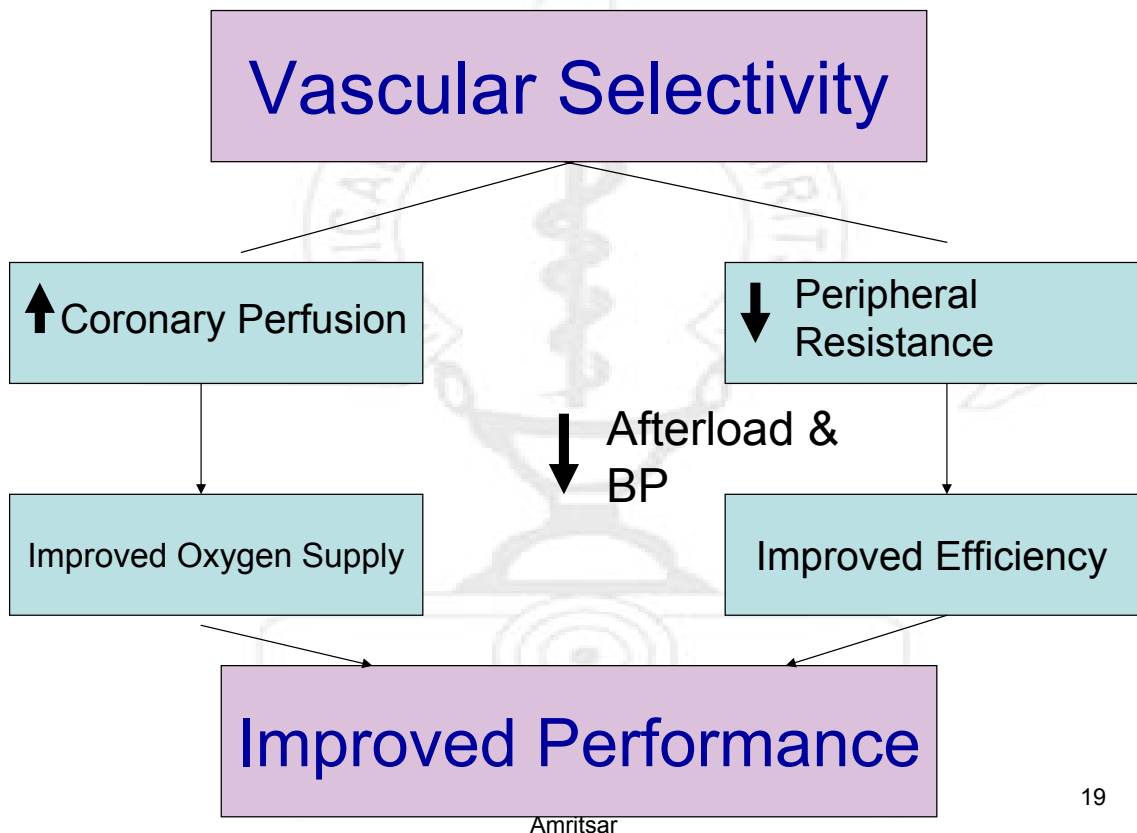 Vascular Selectivity
Coronary Perfusion
Peripheral
Resistance
Afterload &
BP
Improved Oxygen Supply
Improved Efficiency
Improved Performance
19
Amritsar